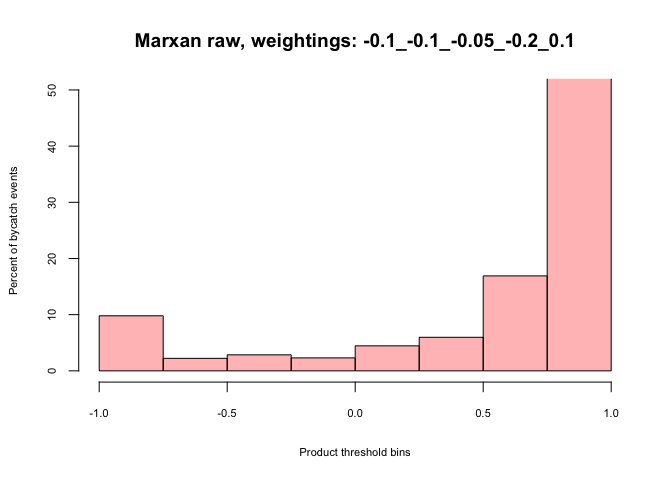 Marxan raw, weightings: -0.1_-0.1_-0.05_-0.2_0.1
50
40
30
20
10
0
Percent of bycatch events
-1.0 -0.5 0.0 0.5 1.0
Product threshold bins